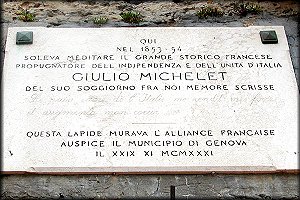 QUI
NEL 1853-54
SOLEVA MEDITARE IL GRANDE STORICO FRANCESE
PROPUGNATORE DELL'INDIPENDENZA E DELL'UNITÀ D'ITALIA
GIULIO MICHELET
DEL SUO SOGGIORNO FRA NOI MEMORE SCRISSE
QUESTA LAPIDE MURAVA L'ALLIANCE FRANÇAISE
AUSPICE IL MUNICIPIO DI GENOVA
IL XXIX XI MCMXXXI